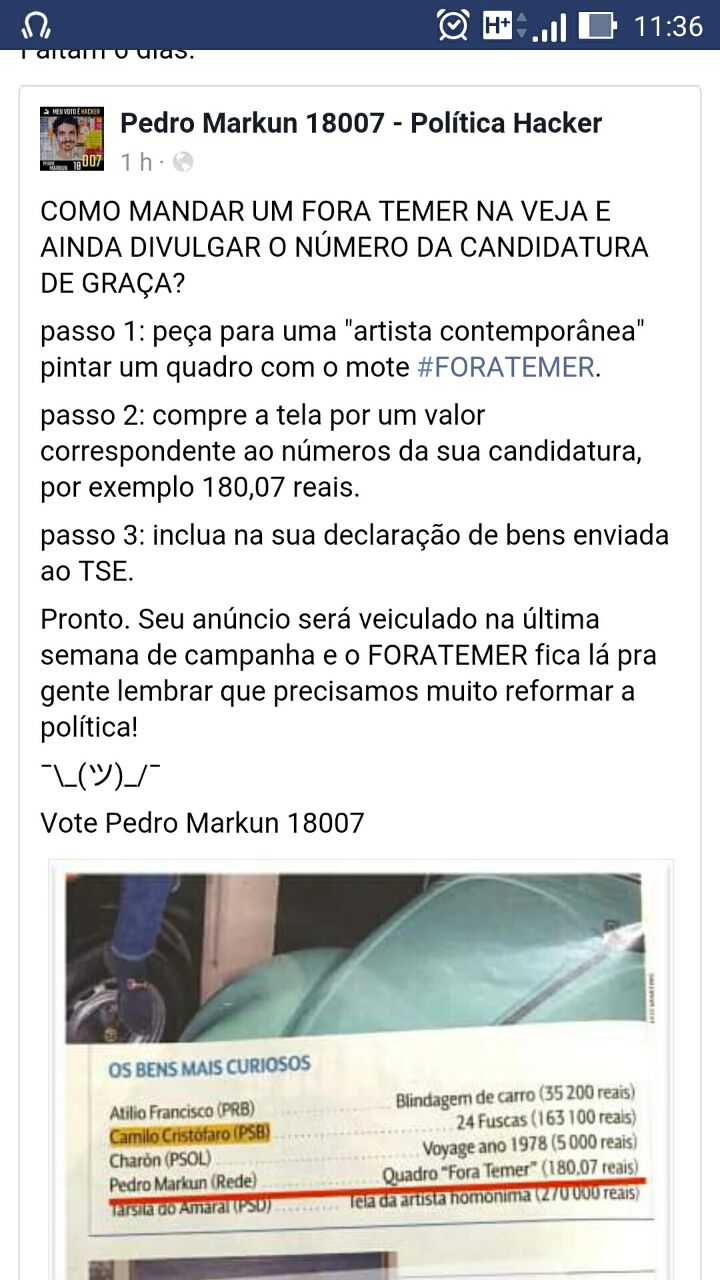 11:36
H+
Faltam 6 dias.
MEU VOTO É HACKER
PEDRO MARKUN 18 007
Pedro Markun 18007 - Política Hacker
1 h ·
COMO MANDAR UM FORA TEMER NA VEJA E
AINDA DIVULGAR O NÚMERO DA CANDIDATURA
DE GRAÇA?
passo 1: peça para uma "artista contemporânea"
pintar um quadro com o mote #FORATEMER.
passo 2: compre a tela por um valor
correspondente ao números da sua candidatura,
por exemplo 180,07 reais.
passo 3: inclua na sua declaração de bens enviada
ao TSE.
Pronto. Seu anúncio será veiculado na última
semana de campanha e o FORATEMER fica lá pra
gente lembrar que precisamos muito reformar a
política!
¯\_(ツ)_/¯
Vote Pedro Markun 18007
OS BENS MAIS CURIOSOS
Atilio Francisco (PRB) .......... Blindagem de carro (35 200 reais)
Camilo Cristófaro (PSB) .......... 24 Fuscas (163 100 reais)
Charôn (PSOL) .......... Voyage ano 1978 (5 000 reais)
Pedro Markun (Rede) .......... Quadro "Fora Temer" (180,07 reais)
Tarsila do Amaral (PSD) .......... Tela da artista homônima (270 000 reais)